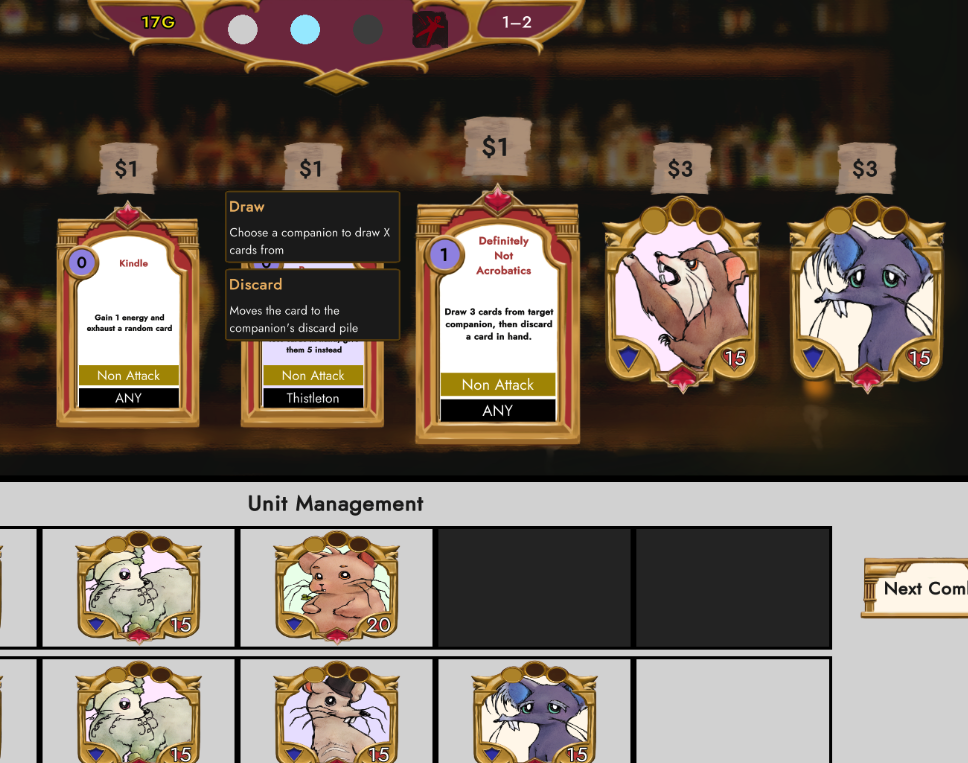 17G
1–2
$1
$1
$1
$3
$3
Draw
Choose a companion to draw X
cards from
Discard
Moves the card to the
companion's discard pile
0
Kindle
Gain 1 energy and
exhaust a random card
Non Attack
ANY
them 5 instead
Non Attack
Thistleton
1
Definitely
Not
Acrobatics
Draw 3 cards from target
companion, then discard
a card in hand.
Non Attack
ANY
15
15
Unit Management
15
20
Next
15
15
15